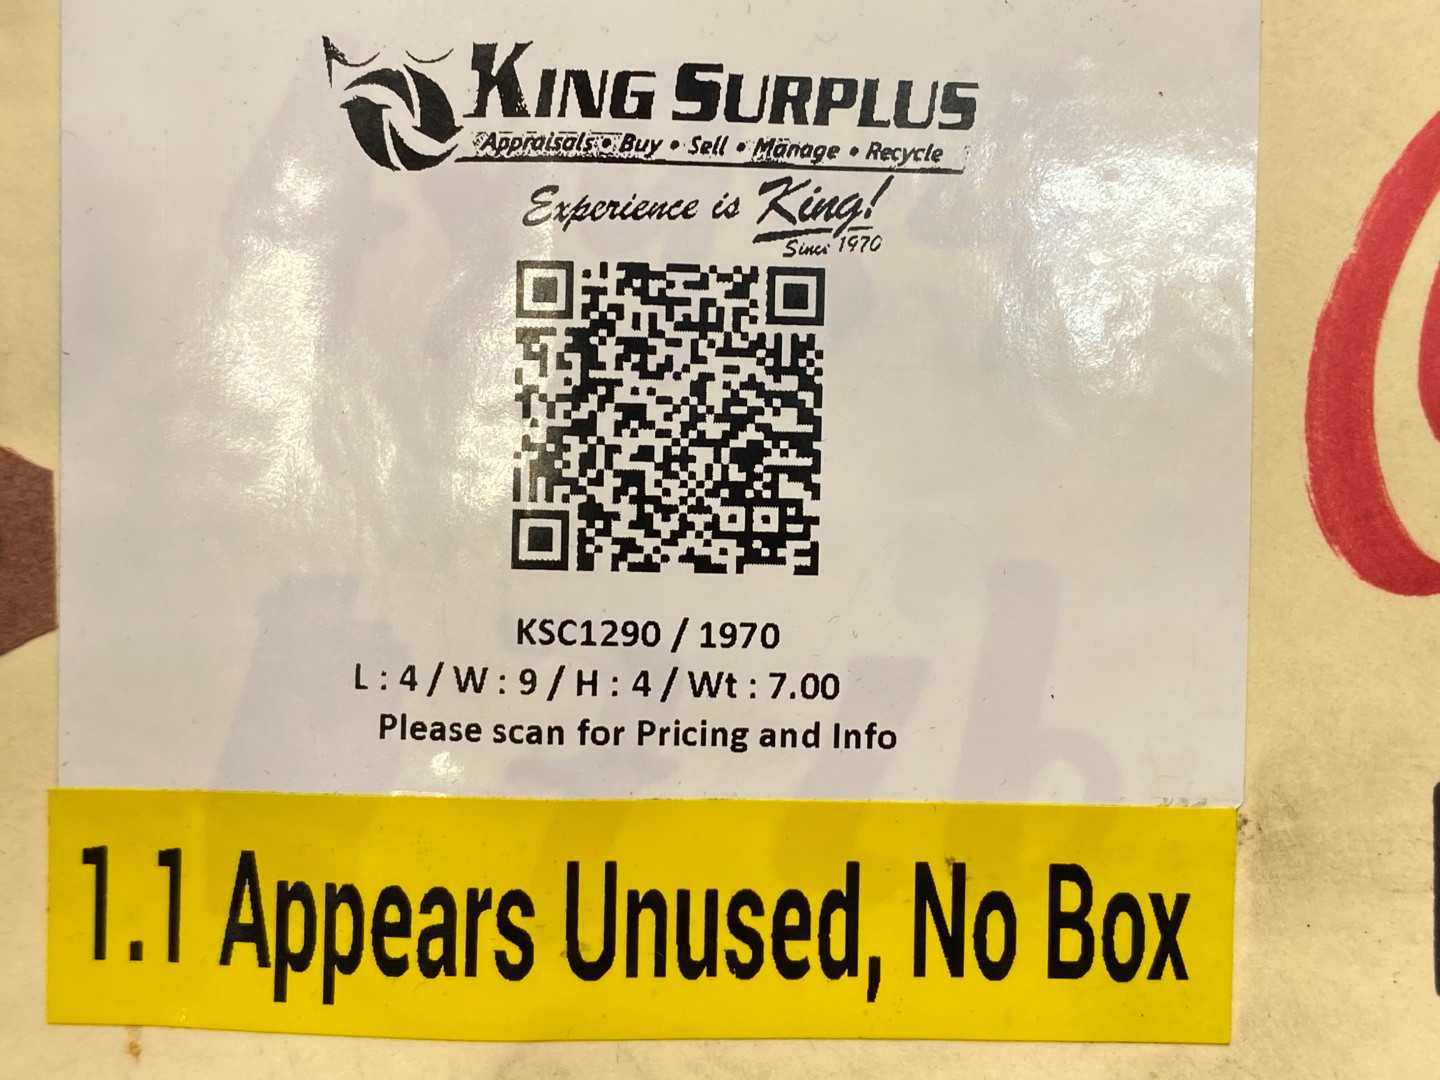 KING SURPLUS
Appraisals • Buy • Sell • Manage • Recycle
Experience is King!
Since 1970
KSC1290 / 1970
L : 4 / W : 9 / H : 4 / Wt : 7.00
Please scan for Pricing and Info
1.1 Appears Unused, No Box